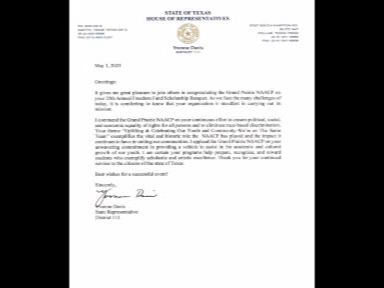 STATE OF TEXAS
HOUSE OF REPRESENTATIVES
Yvonne Davis
DISTRICT 111
May 1, 2025
Greetings:
It gives me great pleasure to join others in congratulating the Grand Prairie NAACP on
your 25th Annual Freedom Fund Scholarship Banquet. As we face the many challenges of
today, it is comforting to know that your organization is steadfast in carrying out its
mission.
I commend the Grand Prairie NAACP on your continuous effort to ensure political, social,
and economic equality of rights for all persons and to eliminate race based discrimination.
Your theme "Uplifting & Celebrating Our Youth and Community-We're on The Same
Team" exemplifies the vital and historic role the NAACP has played and the impact it
continues to have in uniting our communities. I applaud the Grand Prairie NAACP on your
unwavering commitment in providing a vehicle to assist in the academic and cultural
growth of our youth. I am certain your programs help prepare, recognize, and reward
students who exemplify scholastic and artistic excellence. Thank you for your continued
service to the citizens of the state of Texas.
Best wishes for a successful event!
Sincerely,
Yvonne Davis
Yvonne Davis
State Representative
District 111